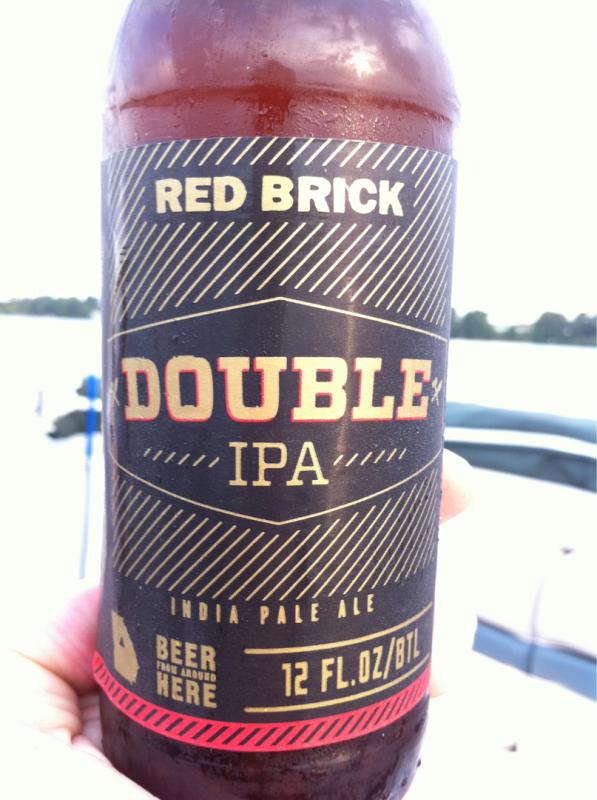 RED BRICK
DOUBLE
IPA
INDIA PALE ALE
BEER
FROM AROUND
HERE
12 FL.OZ/BTL